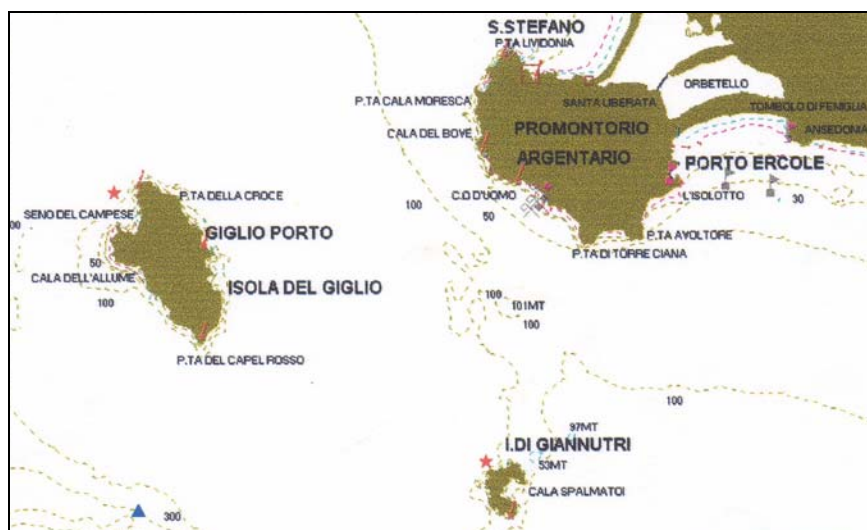 S.STEFANO
P.TA LIVIDONIA
ORBETELLO
P.TA CALA MORESCA
SANTA LIBERATA
TOMBOLO DI FENIGLIA
CALA DEL BOVE
PROMONTORIO
ARGENTARIO
ANSEDONIA
PORTO ERCOLE
P.TA DELLA CROCE
C.D.D'UOMO
L'ISOLOTTO
SENO DEL CAMPESE
100
50
30
00
GIGLIO PORTO
P.TA AVOLTORE
50
P.TA DI TORRE CIANA
CALA DELL'ALLUME
ISOLA DEL GIGLIO
100
100
101MT
100
P.TA DEL CAPEL ROSSO
100
97MT
I.DI GIANNUTRI
53MT
CALA SPALMATOI
300